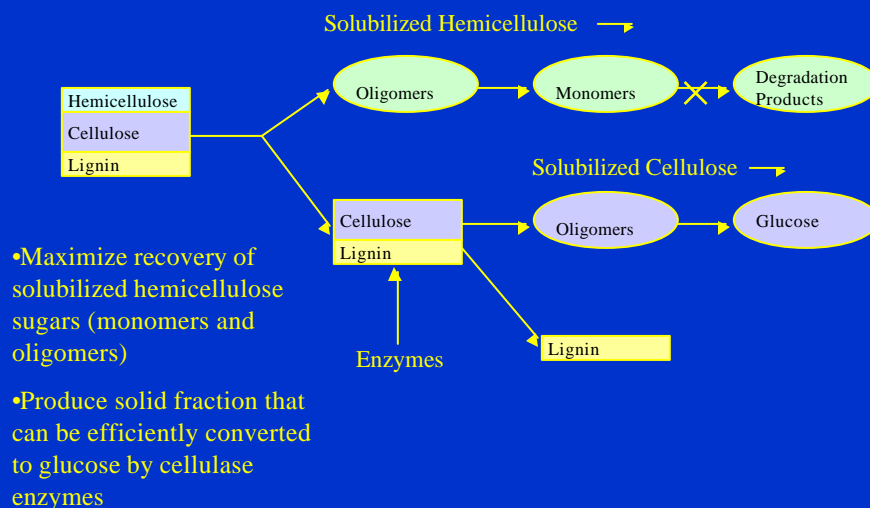 Solubilized Hemicellulose
Hemicellulose
Cellulose
Lignin
Oligomers
Monomers
Degradation
Products
Solubilized Cellulose
Cellulose
Lignin
Oligomers
Glucose
Enzymes
Lignin
•Maximize recovery of
solubilized hemicellulose
sugars (monomers and
oligomers)
•Produce solid fraction that
can be efficiently converted
to glucose by cellulase
enzymes